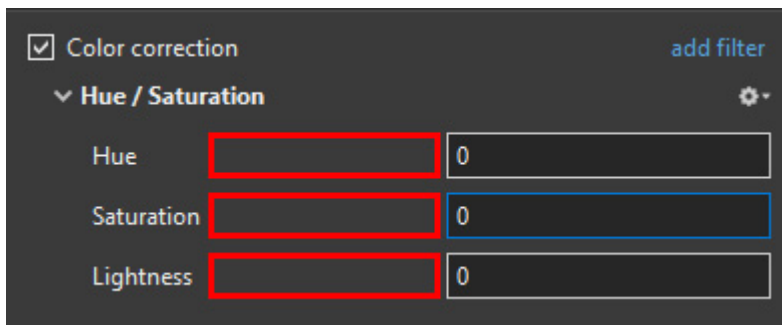 Color correction add filter
Hue / Saturation
Hue 0
Saturation 0
Lightness 0